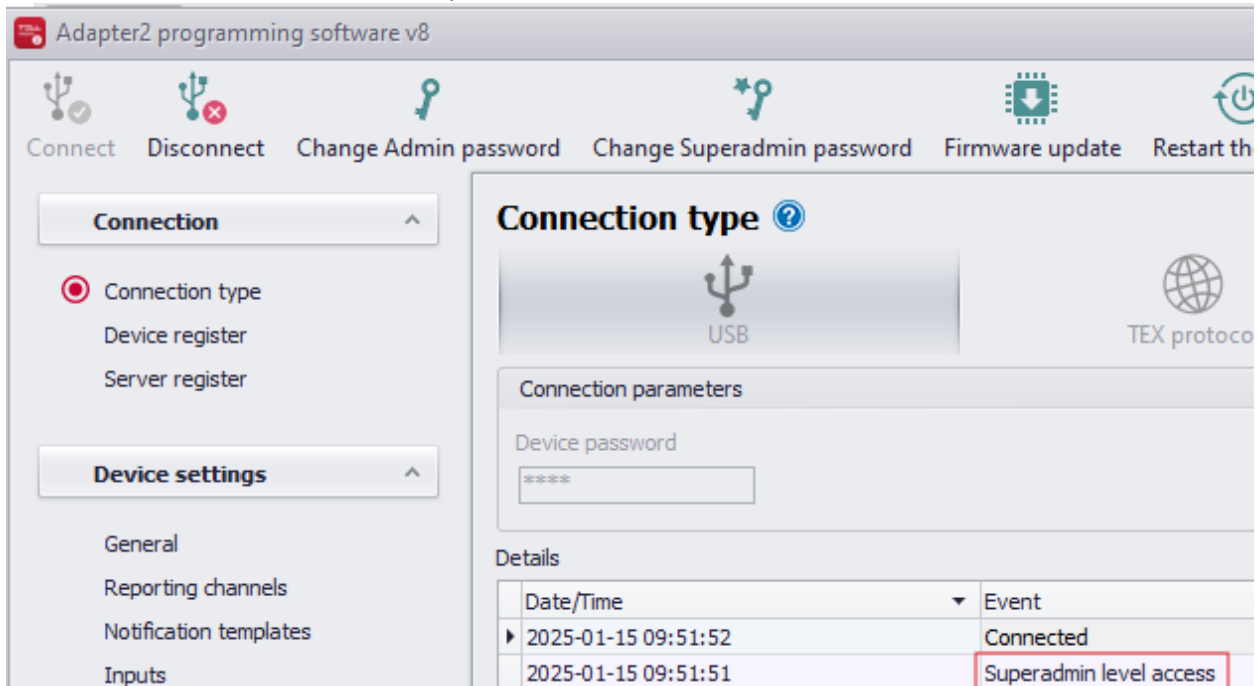 Adapter2 programming software v8
Connect Disconnect Change Admin password Change Superadmin password Firmware update Restart th
Connection
Connection type
Device register
Server register
Device settings
General
Reporting channels
Notification templates
Inputs
Connection type
USB
TEX protoco
Connection parameters
Device password
****
Details
Date/Time Event
2025-01-15 09:51:52 Connected
2025-01-15 09:51:51 Superadmin level access